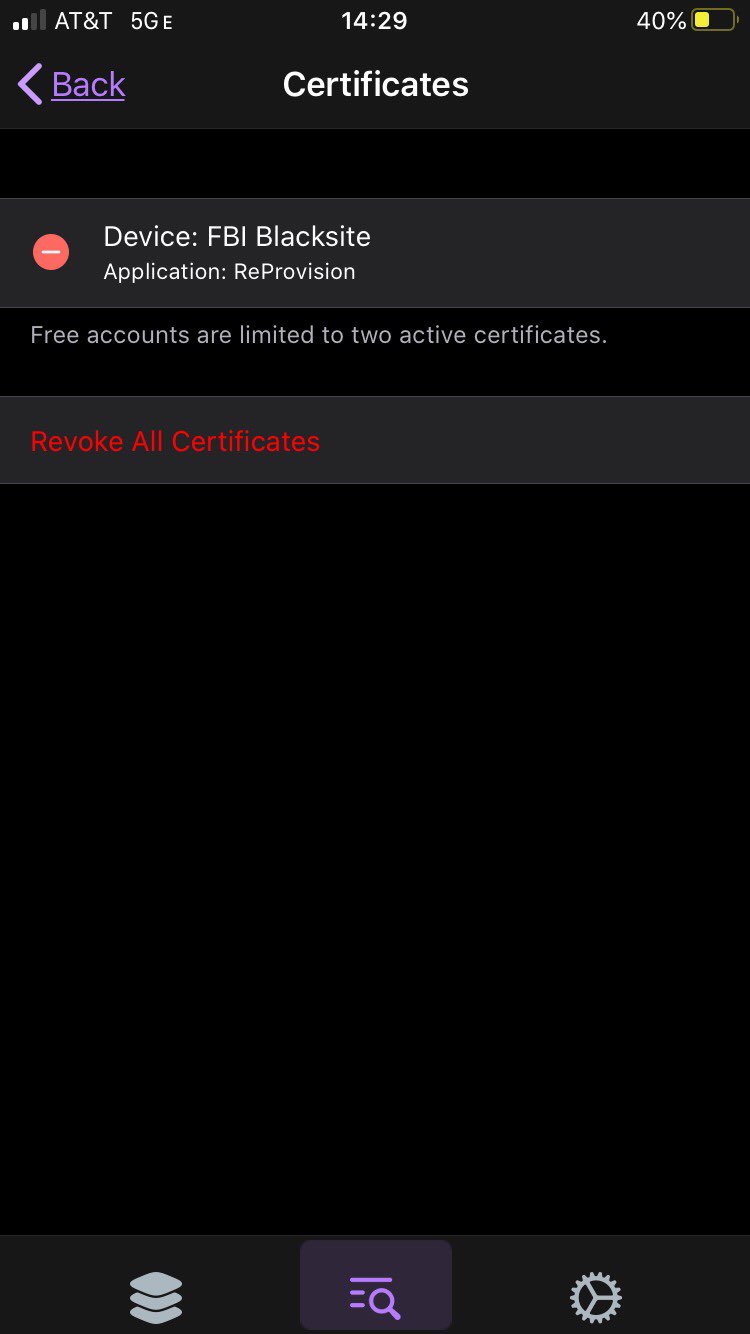 AT&T 5GE 14:29 40%
Back Certificates
Device: FBI Blacksite
Application: ReProvision
Free accounts are limited to two active certificates.
Revoke All Certificates